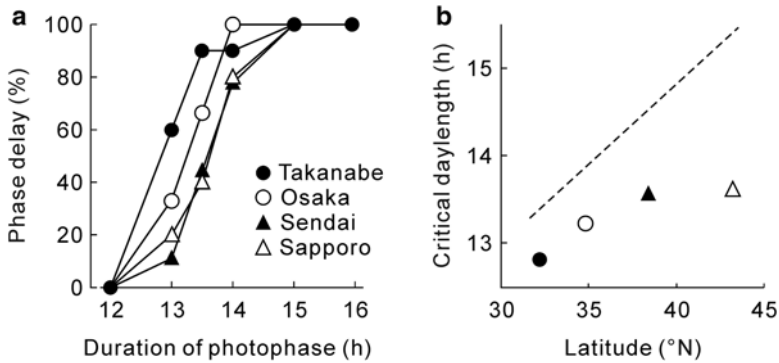 a
Phase delay (%)
100
80
60
40
20
0
12
13
14
15
16
Duration of photophase (h)
Takanabe
Osaka
Sendai
Sapporo
b
Critical daylength (h)
15
14
13
30
35
40
45
Latitude (°N)